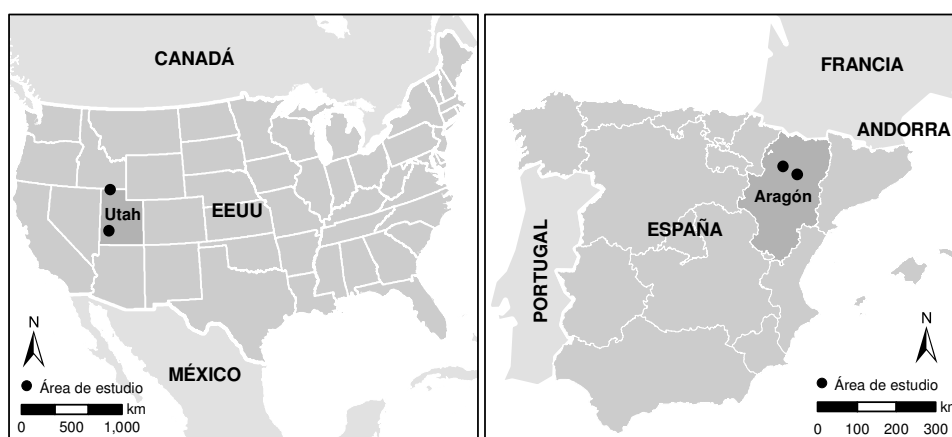 CANADÁ
EEUU
Utah
MÉXICO
N
Área de estudio
km
0 500 1,000
FRANCIA
ANDORRA
Aragón
ESPAÑA
PORTUGAL
N
Área de estudio
km
0 100 200 300